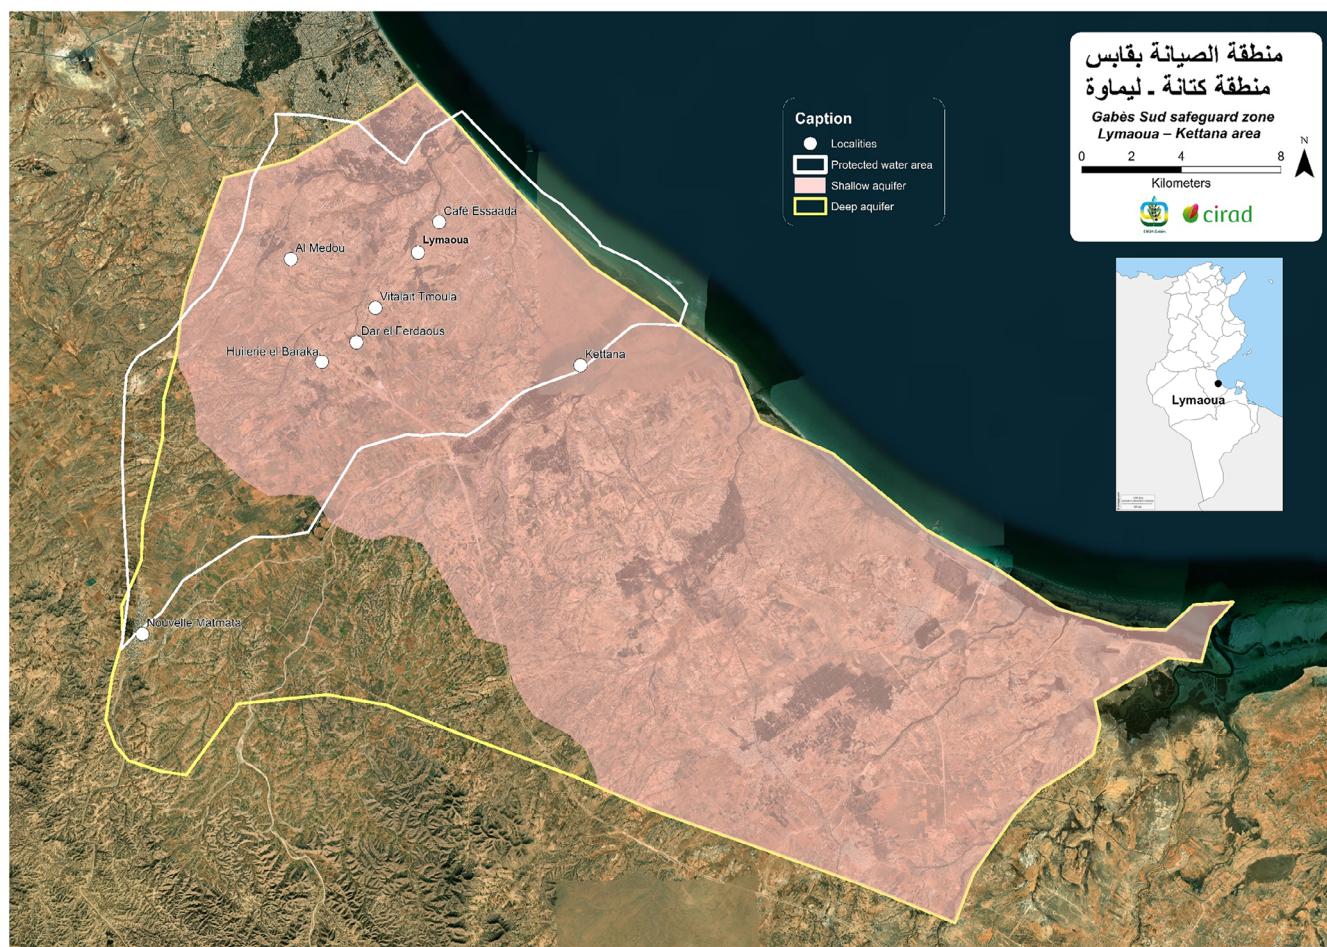 منطقة الصيانة بقابس
منطقة كتانة ـ ليماوة
Gabès Sud safeguard zone
Lymaoua – Kettana area
N
0 2 4 8
Kilometers
cirad
Caption
Localities
Protected water area
Shallow aquifer
Deep aquifer
Café Essaada
Lymaoua
Al Medou
Vitalait Tmoula
Dar el Ferdaous
Huilerie el Baraka
Kettana
Nouvelle Matmata
Lymaoua